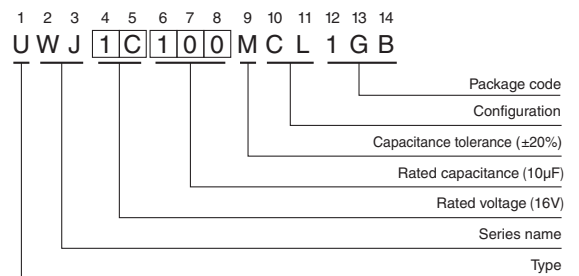 1 2 3 4 5 6 7 8 9 10 11 12 13 14
U W J 1 C 1 0 0 M C L 1 G B
Package code
Configuration
Capacitance tolerance (±20%)
Rated capacitance (10µF)
Rated voltage (16V)
Series name
Type